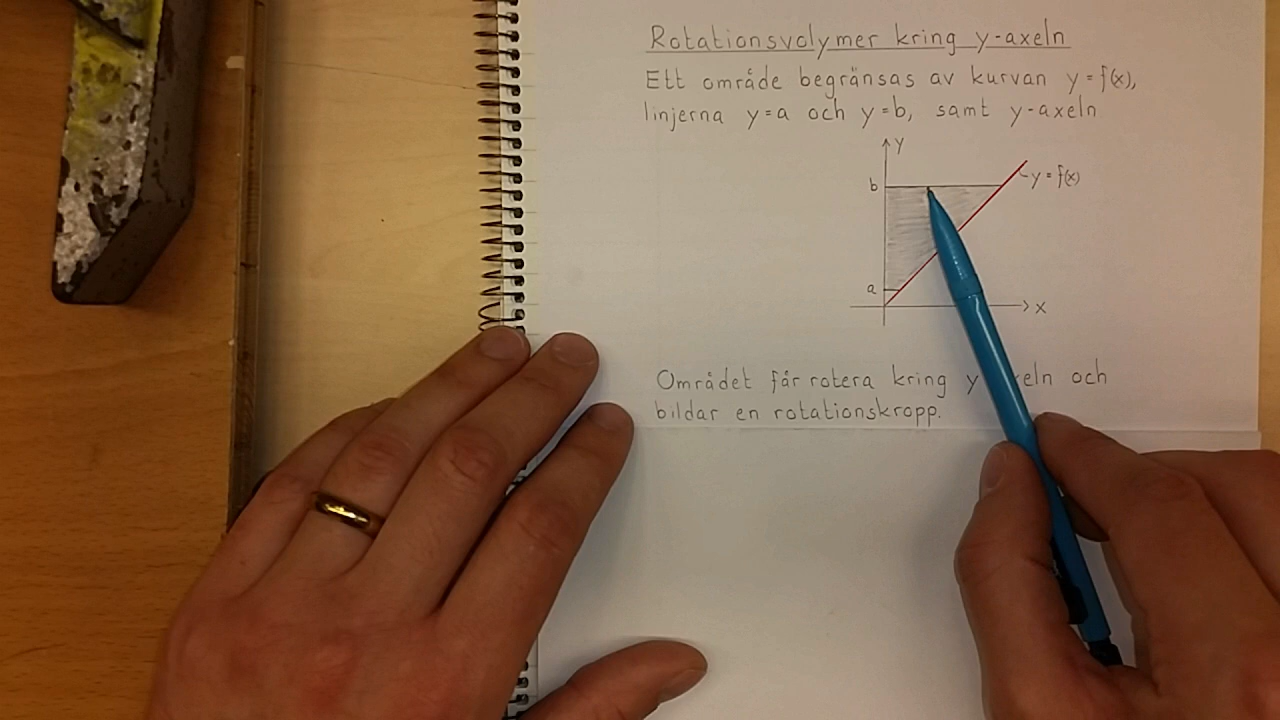 Rotationsvolymer kring y-axeln
Ett område begränsas av kurvan y = f(x),
linjerna y=a och y=b, samt y-axeln
y
b
y = f(x)
a
x
Området får rotera kring y eln och
bildar en rotationskropp.